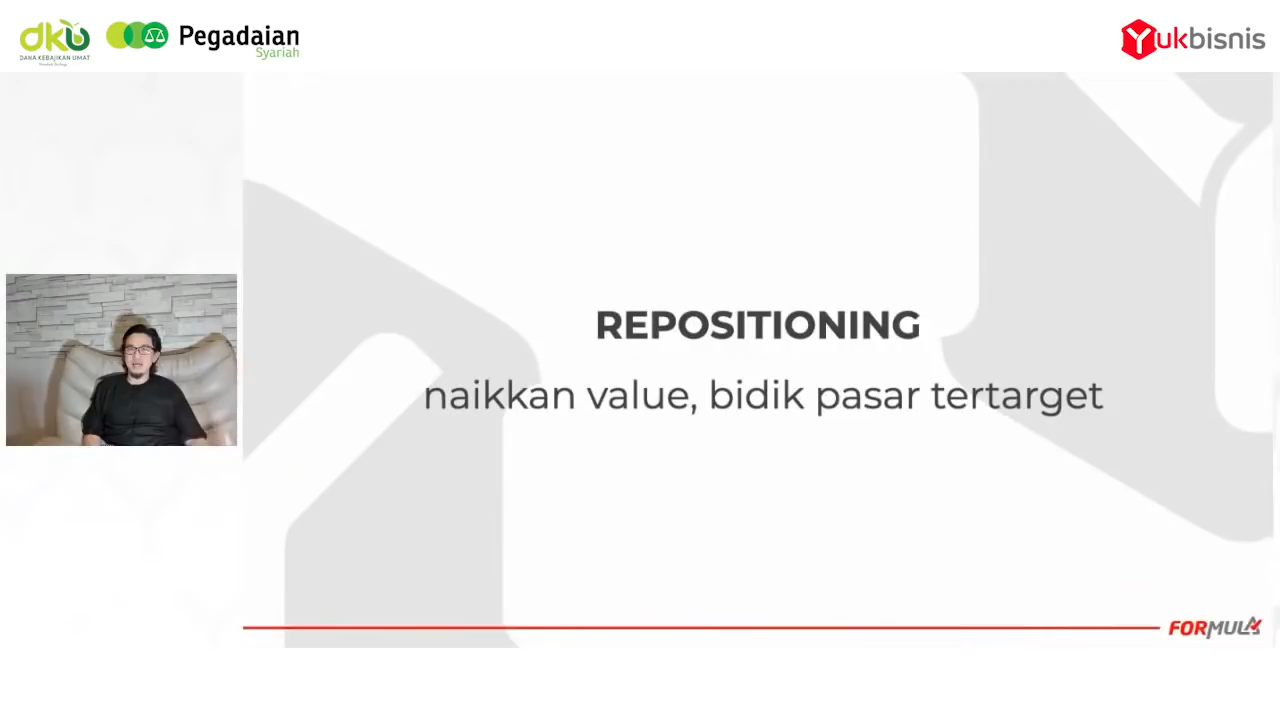 dku
DANA KEBAJIKAN UMAT
Pegadaian
Syariah
Yukbisnis
REPOSITIONING
naikkan value, bidik pasar tertarget
FORMULA